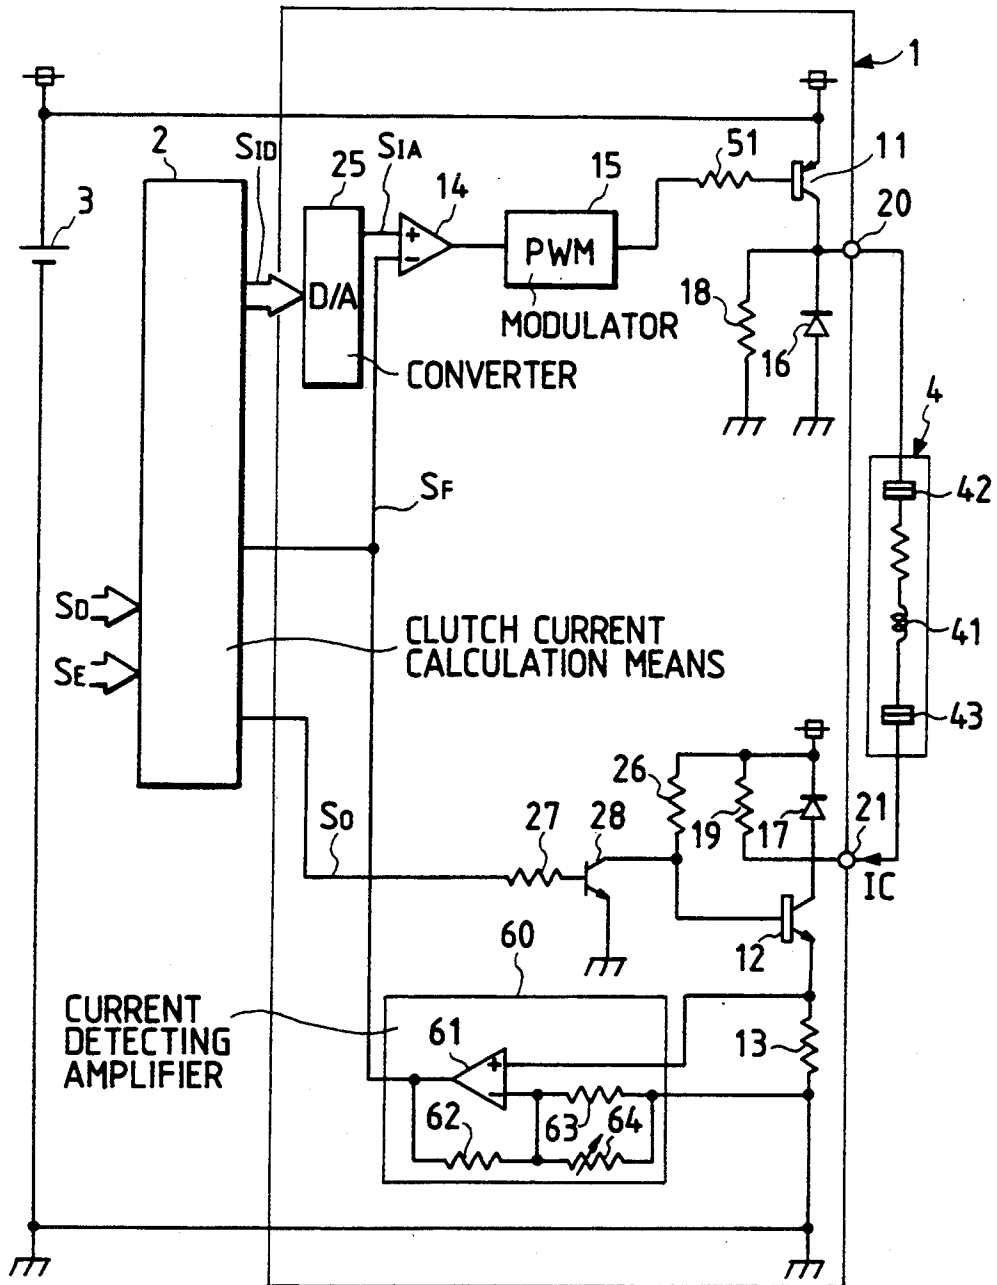 1
2
SID
25
SIA
14
15
51
11
3
20
+
-
PWM
D/A
18
16
MODULATOR
CONVERTER
4
42
SF
SD
CLUTCH CURRENT
CALCULATION MEANS
41
SE
43
26
27
28
19
17
21
SO
IC
12
60
CURRENT
DETECTING
AMPLIFIER
61
+
-
13
62
63
64